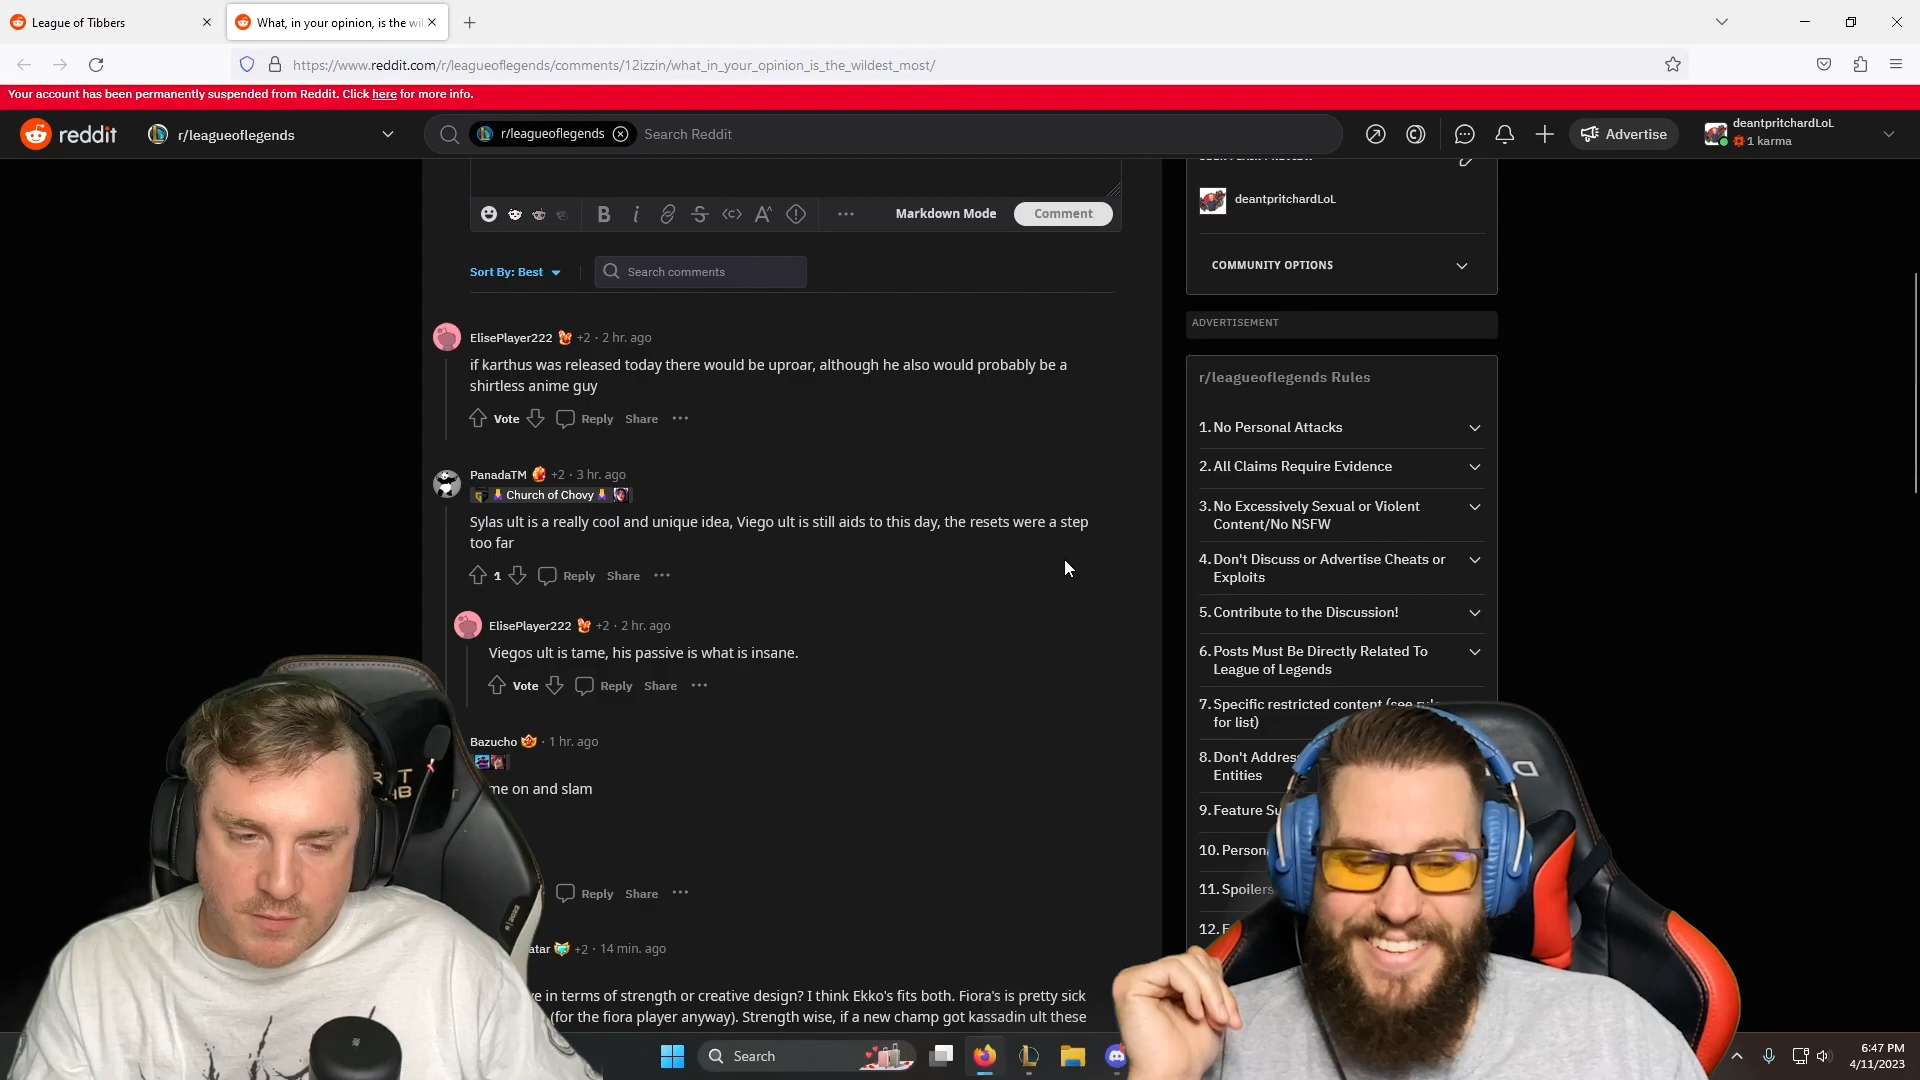 League of Tibbers
What, in your opinion, is the wil
https://www.reddit.com/r/leagueoflegends/comments/12izzin/what_in_your_opinion_is_the_wildest_most/
Your account has been permanently suspended from Reddit. Click here for more info.
reddit
r/leagueoflegends
r/leagueoflegends
Search Reddit
Advertise
deantpritchardLoL
1 karma
deantpritchardLoL
Markdown Mode
Comment
COMMUNITY OPTIONS
Sort By: Best
Search comments
ADVERTISEMENT
ElisePlayer222 +2 · 2 hr. ago
if karthus was released today there would be uproar, although he also would probably be a
shirtless anime guy
Vote Reply Share ···
PanadaTM +2 · 3 hr. ago
Church of Chovy
Sylas ult is a really cool and unique idea, Viego ult is still aids to this day, the resets were a step
too far
1 Reply Share ···
ElisePlayer222 +2 · 2 hr. ago
Viegos ult is tame, his passive is what is insane.
Vote Reply Share ···
Bazucho · 1 hr. ago
me on and slam
Reply Share ···
atar +2 · 14 min. ago
e in terms of strength or creative design? I think Ekko's fits both. Fiora's is pretty sick
(for the fiora player anyway). Strength wise, if a new champ got kassadin ult these
r/leagueoflegends Rules
1. No Personal Attacks
2. All Claims Require Evidence
3. No Excessively Sexual or Violent
Content/No NSFW
4. Don't Discuss or Advertise Cheats or
Exploits
5. Contribute to the Discussion!
6. Posts Must Be Directly Related To
League of Legends
7. Specific restricted content (see
for list)
8. Don't Addres
Entities
9. Feature Su
10. Persona
11. Spoilers
12.
Search
6:47 PM
4/11/2023